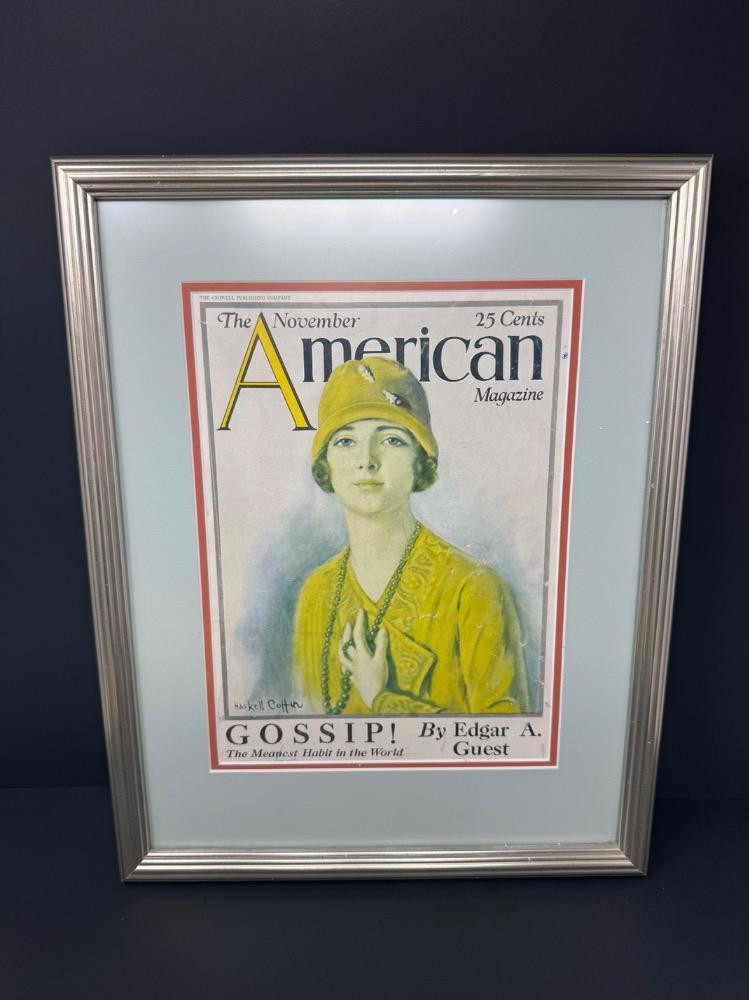 THE CROWELL PUBLISHING COMPANY
The November 25 Cents
American
Magazine
Haskell Coffin
GOSSIP! By Edgar A.
The Meanest Habit in the World Guest